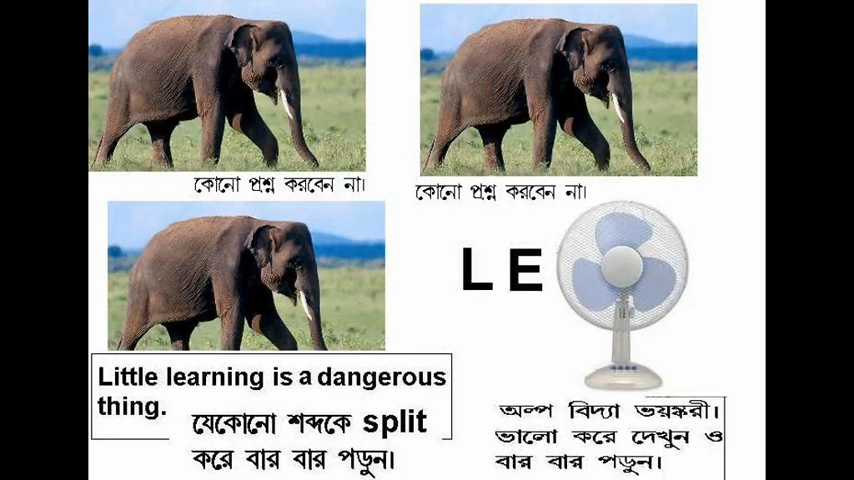 কোনো প্রশ্ন করবেন না।
কোনো প্রশ্ন করবেন না।
L E
Little learning is a dangerous
thing.
যেকোনো শব্দকে split
করে বার বার পড়ুন।
অল্প বিদ্যা ভয়ঙ্করী।
ভালো করে দেখুন ও
বার বার পড়ুন।